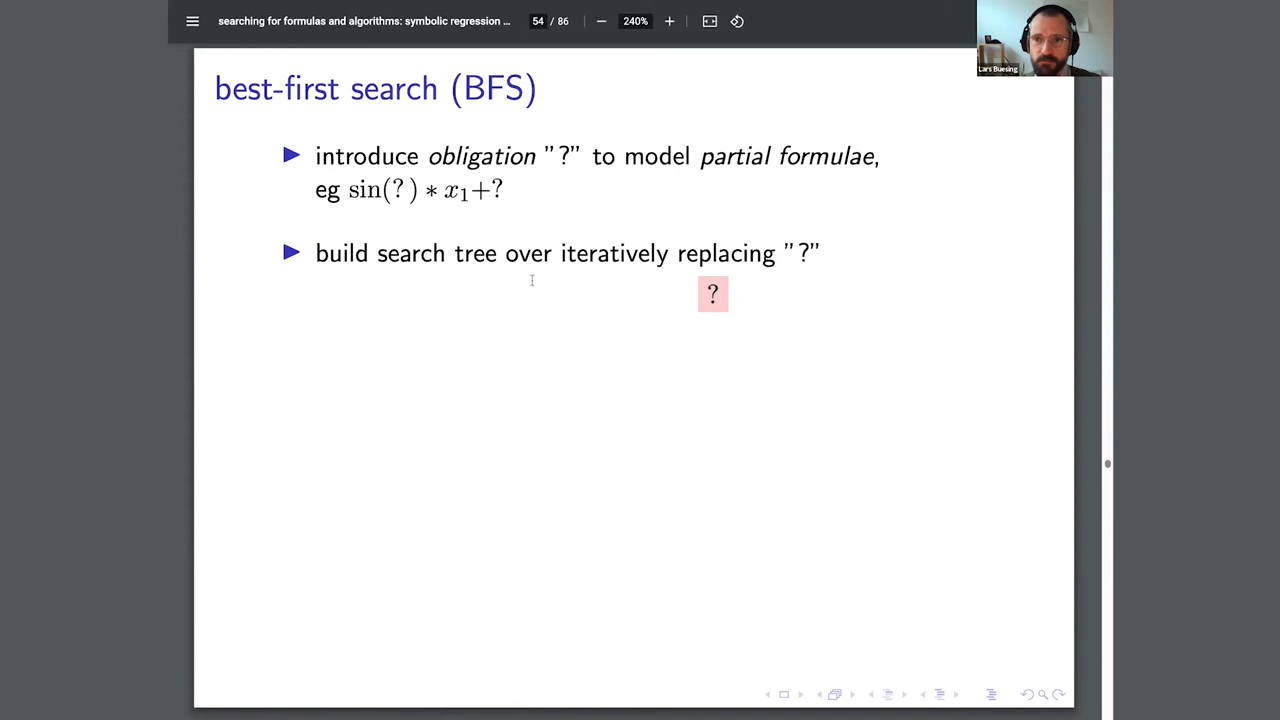 searching for formulas and algorithms: symbolic regression ...
54 / 86
240%
Lars Buesing
best-first search (BFS)
introduce obligation "?" to model partial formulae,
eg sin(?) * x₁+?
build search tree over iteratively replacing "?"
?